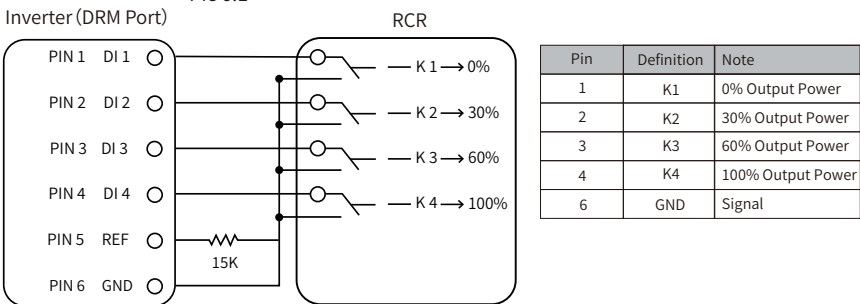 Inverter (DRM Port)
RCR
PIN 1 DI 1
K 1 → 0%
PIN 2 DI 2
K 2 → 30%
PIN 3 DI 3
K 3 → 60%
PIN 4 DI 4
K 4 → 100%
PIN 5 REF
15K
PIN 6 GND
Pin Definition Note
1 K1 0% Output Power
2 K2 30% Output Power
3 K3 60% Output Power
4 K4 100% Output Power
6 GND Signal